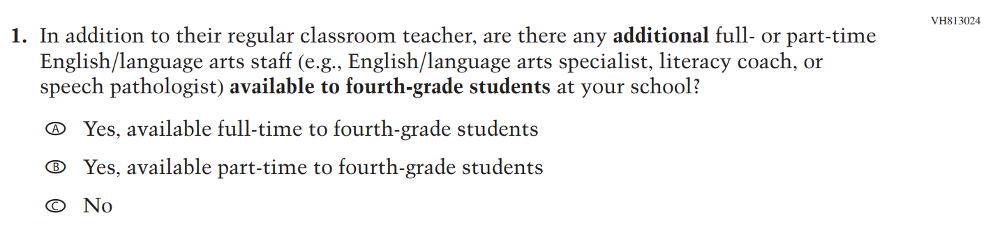 VH813024
1. In addition to their regular classroom teacher, are there any additional full- or part-time
English/language arts staff (e.g., English/language arts specialist, literacy coach, or
speech pathologist) available to fourth-grade students at your school?
A Yes, available full-time to fourth-grade students
B Yes, available part-time to fourth-grade students
C No